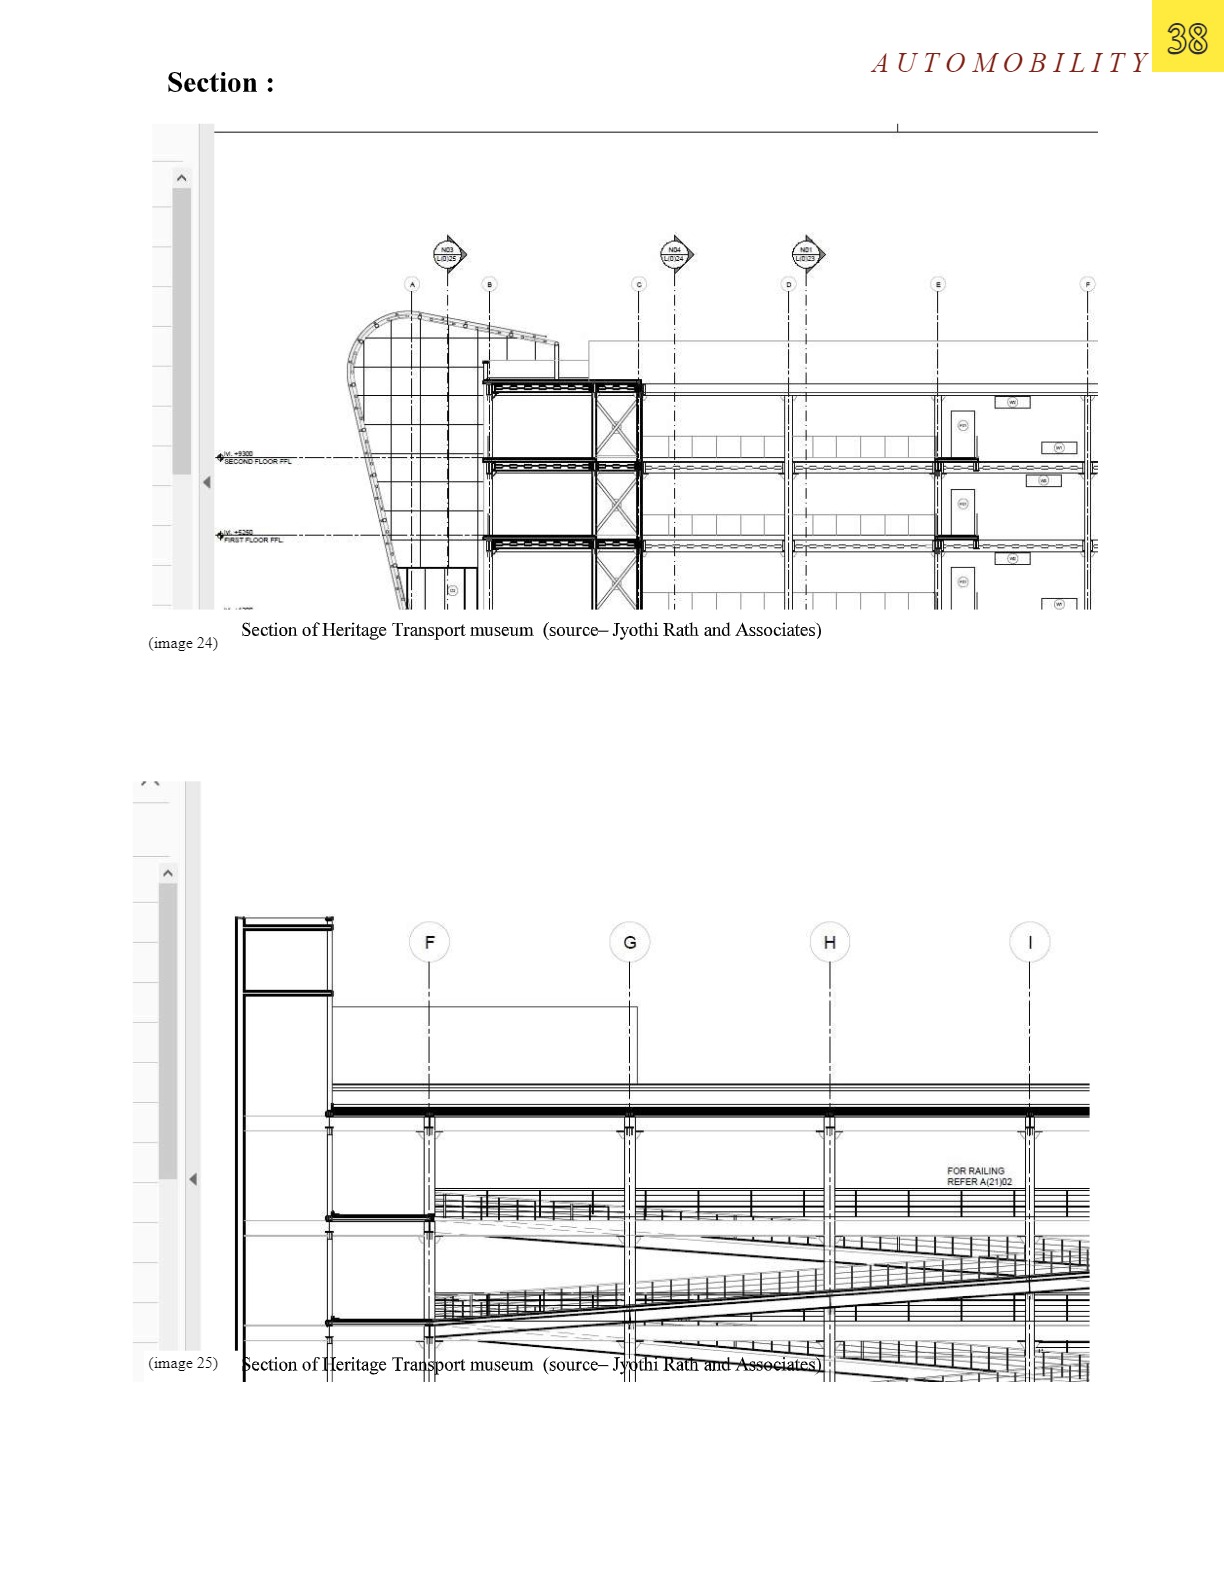 38
AUTOMOBILITY
Section :
N03
L(0)25
N04
L(0)24
N01
L(0)23
A
B
C
D
E
F
lvl. +9300
SECOND FLOOR FFL
lvl. +5250
FIRST FLOOR FFL
Section of Heritage Transport museum (source– Jyothi Rath and Associates)
(image 24)
F
G
H
I
FOR RAILING
REFER A(21)02
(image 25)
Section of Heritage Transport museum (source– Jyothi Rath and Associates)